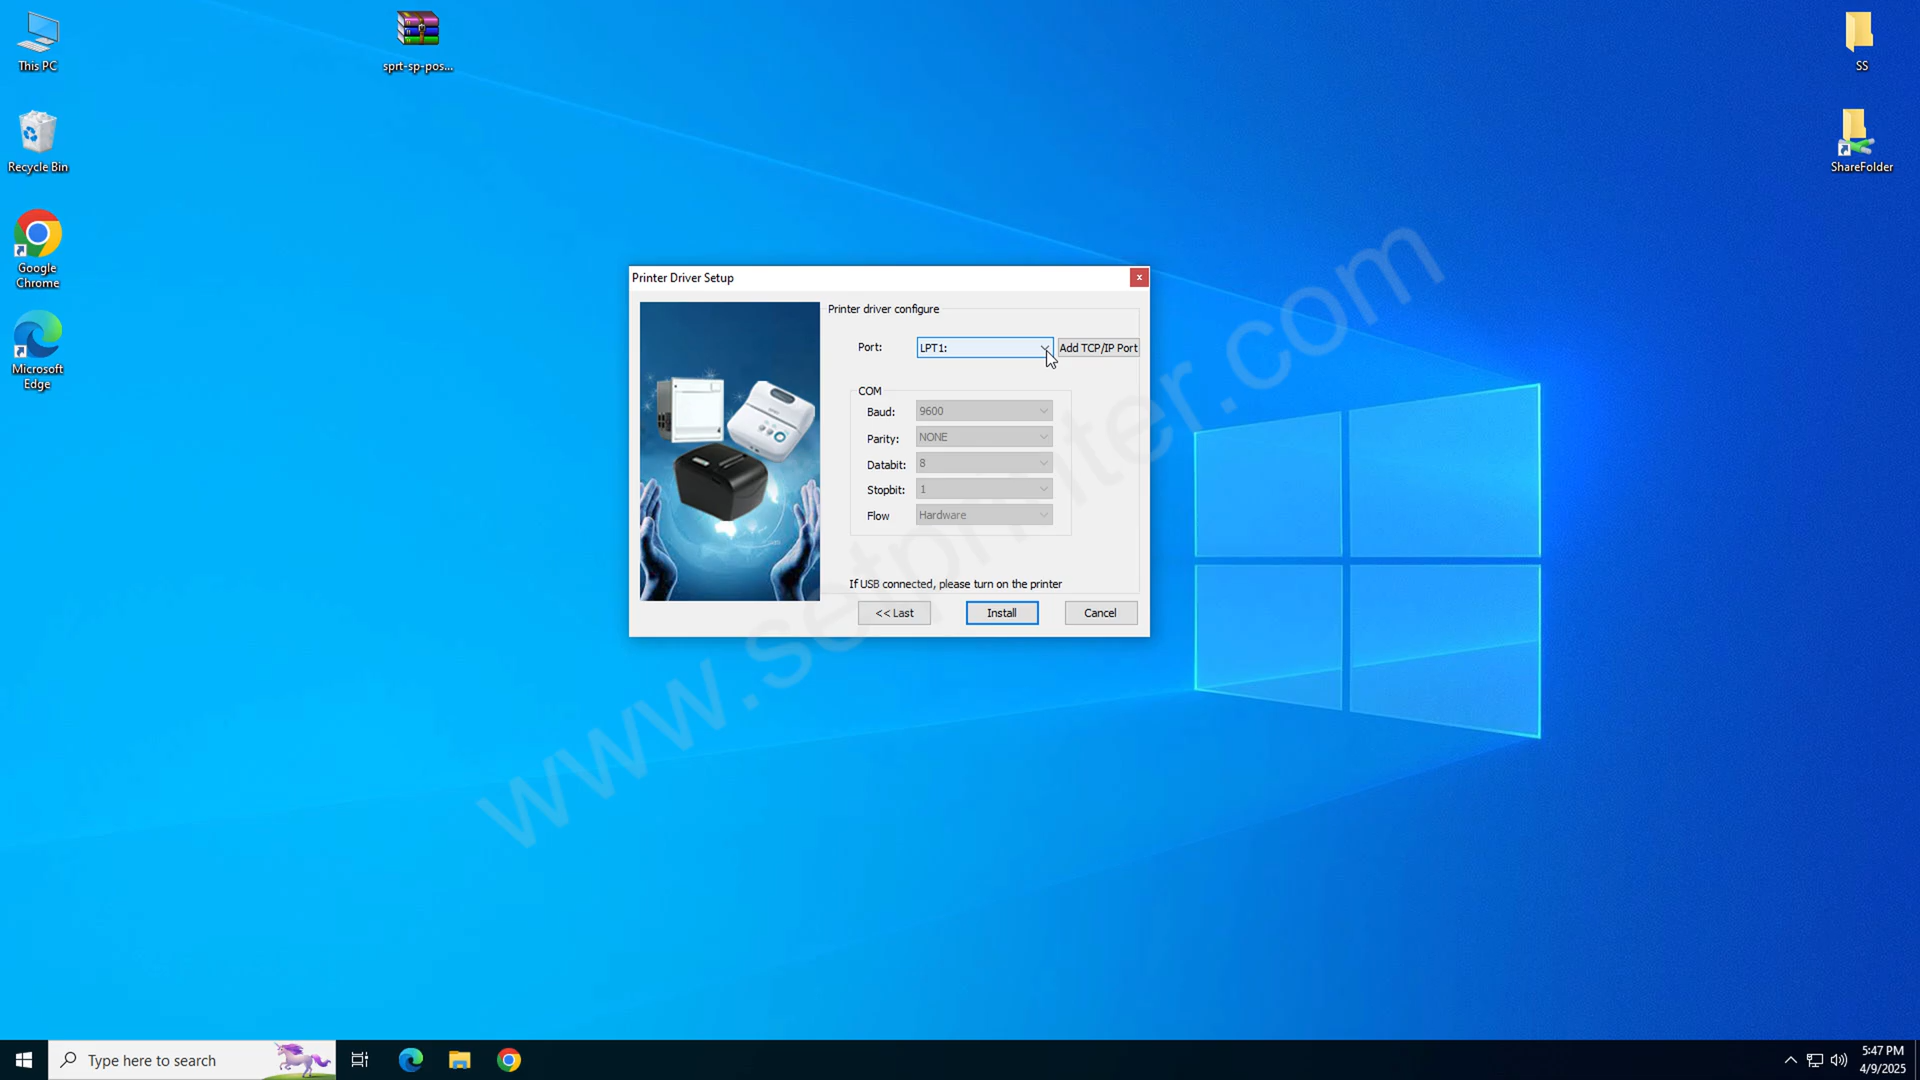 This PC
sprt-sp-pos...
SS
Recycle Bin
ShareFolder
Google
Chrome
Microsoft
Edge
Printer Driver Setup
x
Printer driver configure
Port:
LPT1:
Add TCP/IP Port
COM
Baud:
9600
Parity:
NONE
Databit:
8
Stopbit:
1
Flow
Hardware
If USB connected, please turn on the printer
<< Last
Install
Cancel
www.setprinter.com
Type here to search
5:47 PM
4/9/2025